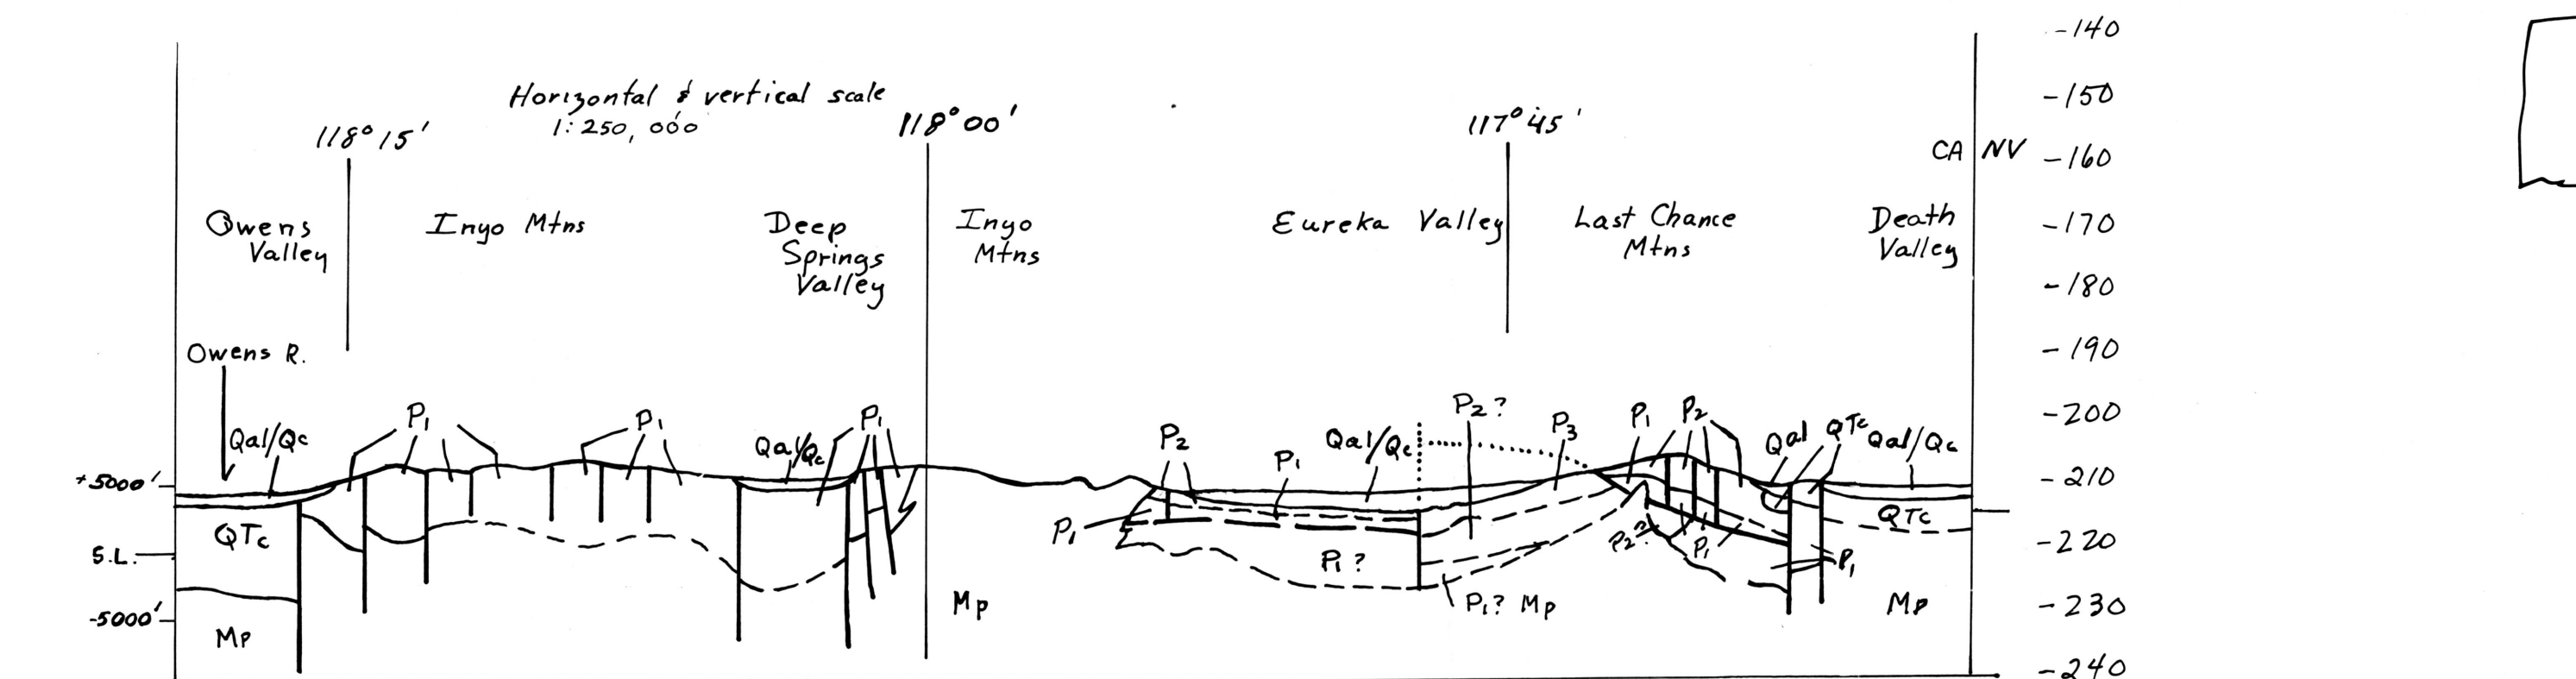 -140
Horizontal & vertical scale
-150
1:250,000
118°15'
118°00'
117°45'
CA
NV
-160
Owens
Valley
Inyo Mtns
Deep
Springs
Valley
Inyo
Mtns
Eureka Valley
Last Chance
Mtns
Death
Valley
-170
-180
-190
Owens R.
-200
P1
P1
P1
P2?
P3
P1
P2
Qal/Qc
Qal/Qc
P2
P1
Qal/Qc
Qal
QTc
Qal/Qc
+5000'
-210
QTc
P1
QTc
S.L.
P1?
P2?
P1
P1
-220
-5000'
Mp
Mp
P1?
Mp
Mp
-230
-240